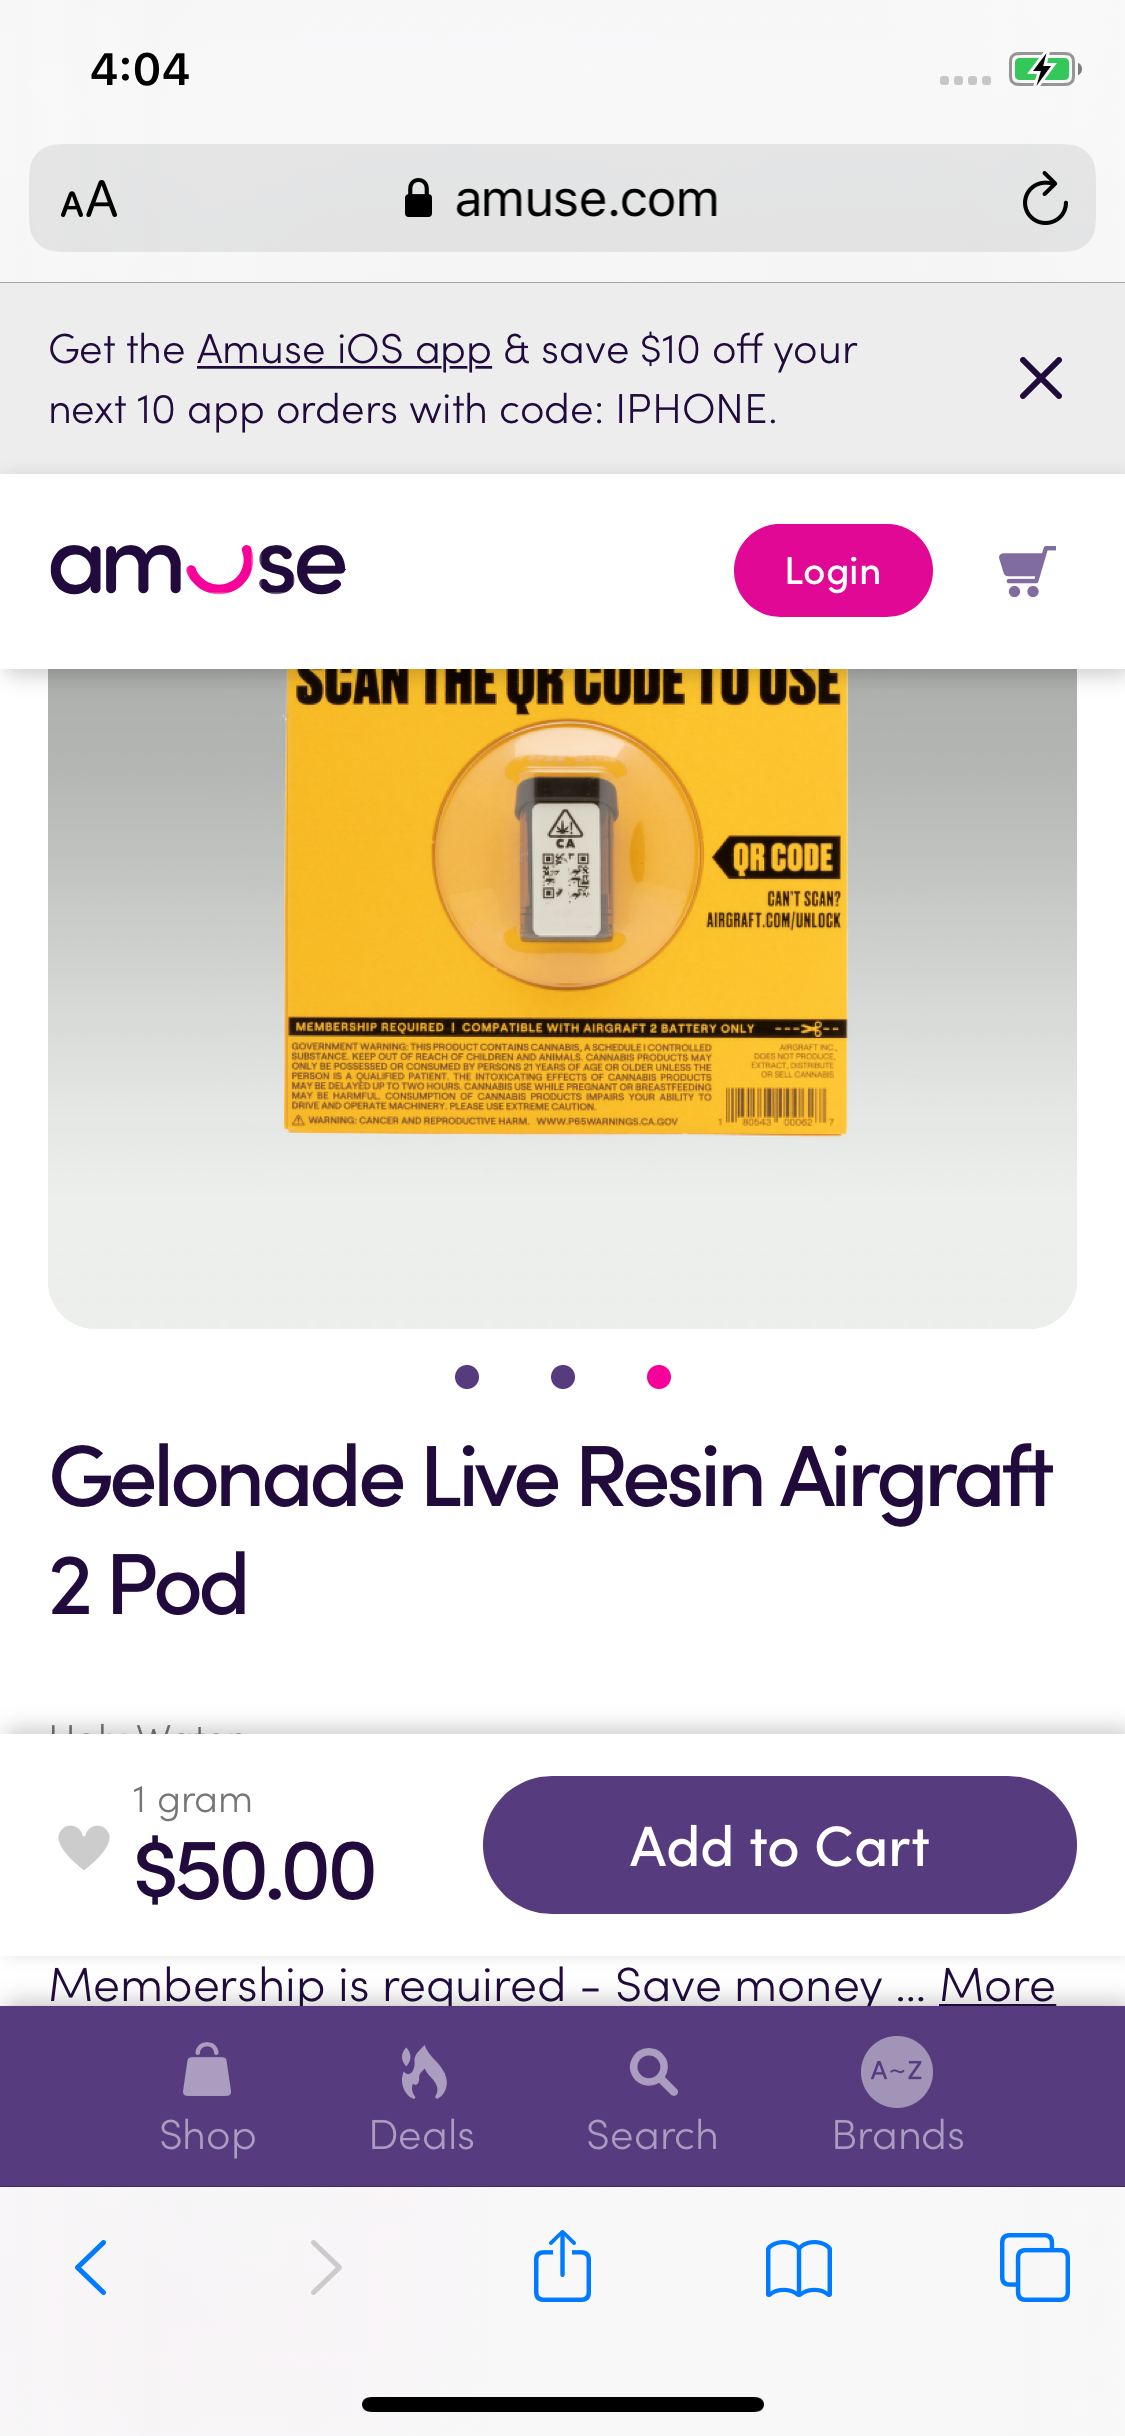 4:04
AA amuse.com
Get the Amuse iOS app & save $10 off your
next 10 app orders with code: IPHONE.
amuse Login
SCAN THE QR CODE TO USE
CA
QR CODE
CAN'T SCAN?
AIRGRAFT.COM/UNLOCK
MEMBERSHIP REQUIRED | COMPATIBLE WITH AIRGRAFT 2 BATTERY ONLY
GOVERNMENT WARNING: THIS PRODUCT CONTAINS CANNABIS, A SCHEDULE I CONTROLLED
SUBSTANCE. KEEP OUT OF REACH OF CHILDREN AND ANIMALS. CANNABIS PRODUCTS MAY
ONLY BE POSSESSED OR CONSUMED BY PERSONS 21 YEARS OF AGE OR OLDER UNLESS THE
PERSON IS A QUALIFIED PATIENT. THE INTOXICATING EFFECTS OF CANNABIS PRODUCTS
MAY BE DELAYED UP TO TWO HOURS. CANNABIS USE WHILE PREGNANT OR BREASTFEEDING
MAY BE HARMFUL. CONSUMPTION OF CANNABIS PRODUCTS IMPAIRS YOUR ABILITY TO
DRIVE AND OPERATE MACHINERY. PLEASE USE EXTREME CAUTION.
WARNING: CANCER AND REPRODUCTIVE HARM. WWW.P65WARNINGS.CA.GOV
AIRGRAFT INC.,
DOES NOT PRODUCE,
EXTRACT, DISTRIBUTE
OR SELL CANNABIS
1 80543 00062 7
Gelonade Live Resin Airgraft
2 Pod
Holy Water
1 gram
$50.00
Add to Cart
Membership is required - Save money ... More
A~Z
Shop Deals Search Brands